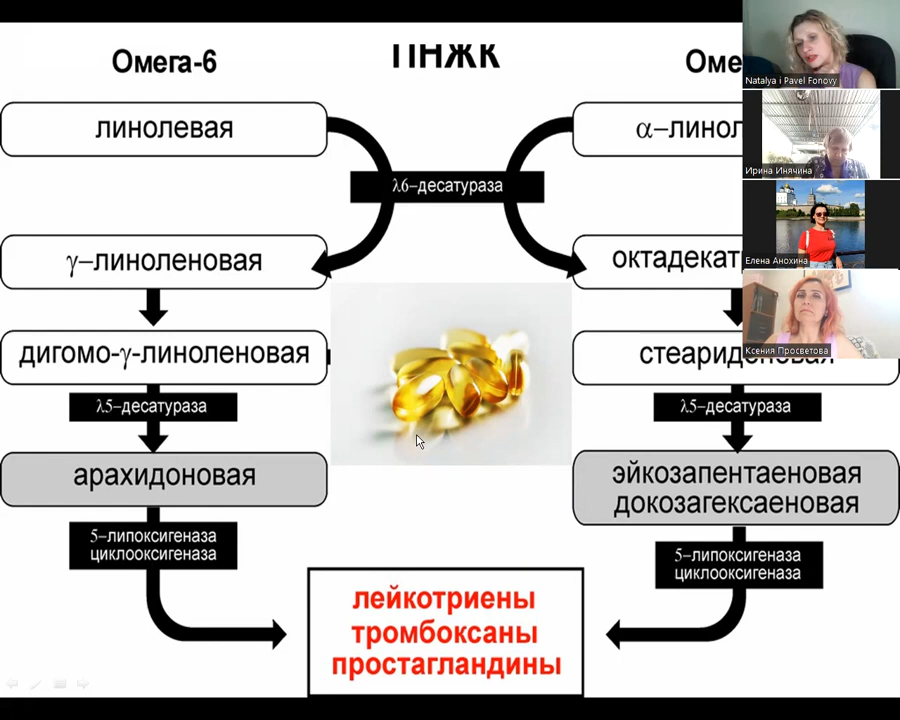 ПНЖК
Омега-6
Оме
линолевая
α–линол
λ6–десатураза
γ–линоленовая
октадекат
дигомо-γ-линоленовая
стеаридоновая
λ5–десатураза
λ5–десатураза
арахидоновая
эйкозапентаеновая
докозагексаеновая
5–липоксигеназа
циклооксигеназа
5–липоксигеназа
циклооксигеназа
лейкотриены
тромбоксаны
простагландины
Natalya i Pavel Fonovy
Ирина Инячина
Елена Анохина
Ксения Просветова